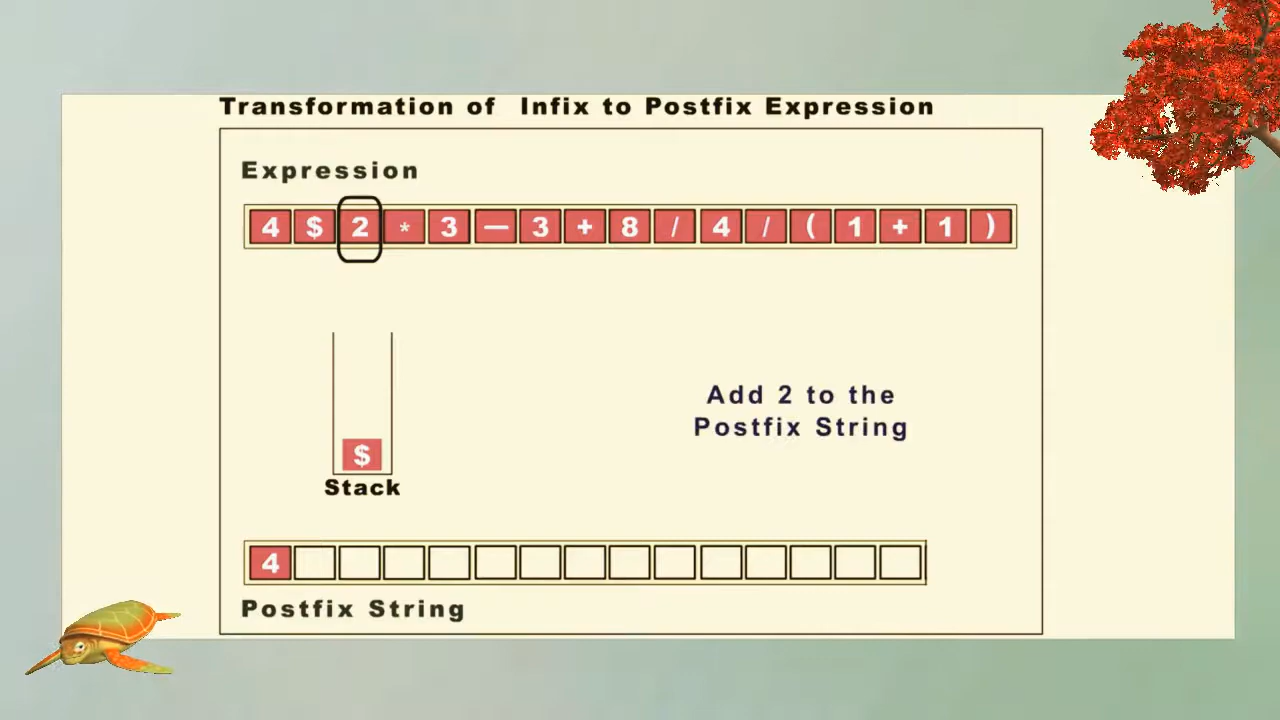 Transformation of Infix to Postfix Expression
Expression
4 $ 2 * 3 — 3 + 8 / 4 / ( 1 + 1 )
Add 2 to the
Postfix String
$
Stack
4
Postfix String